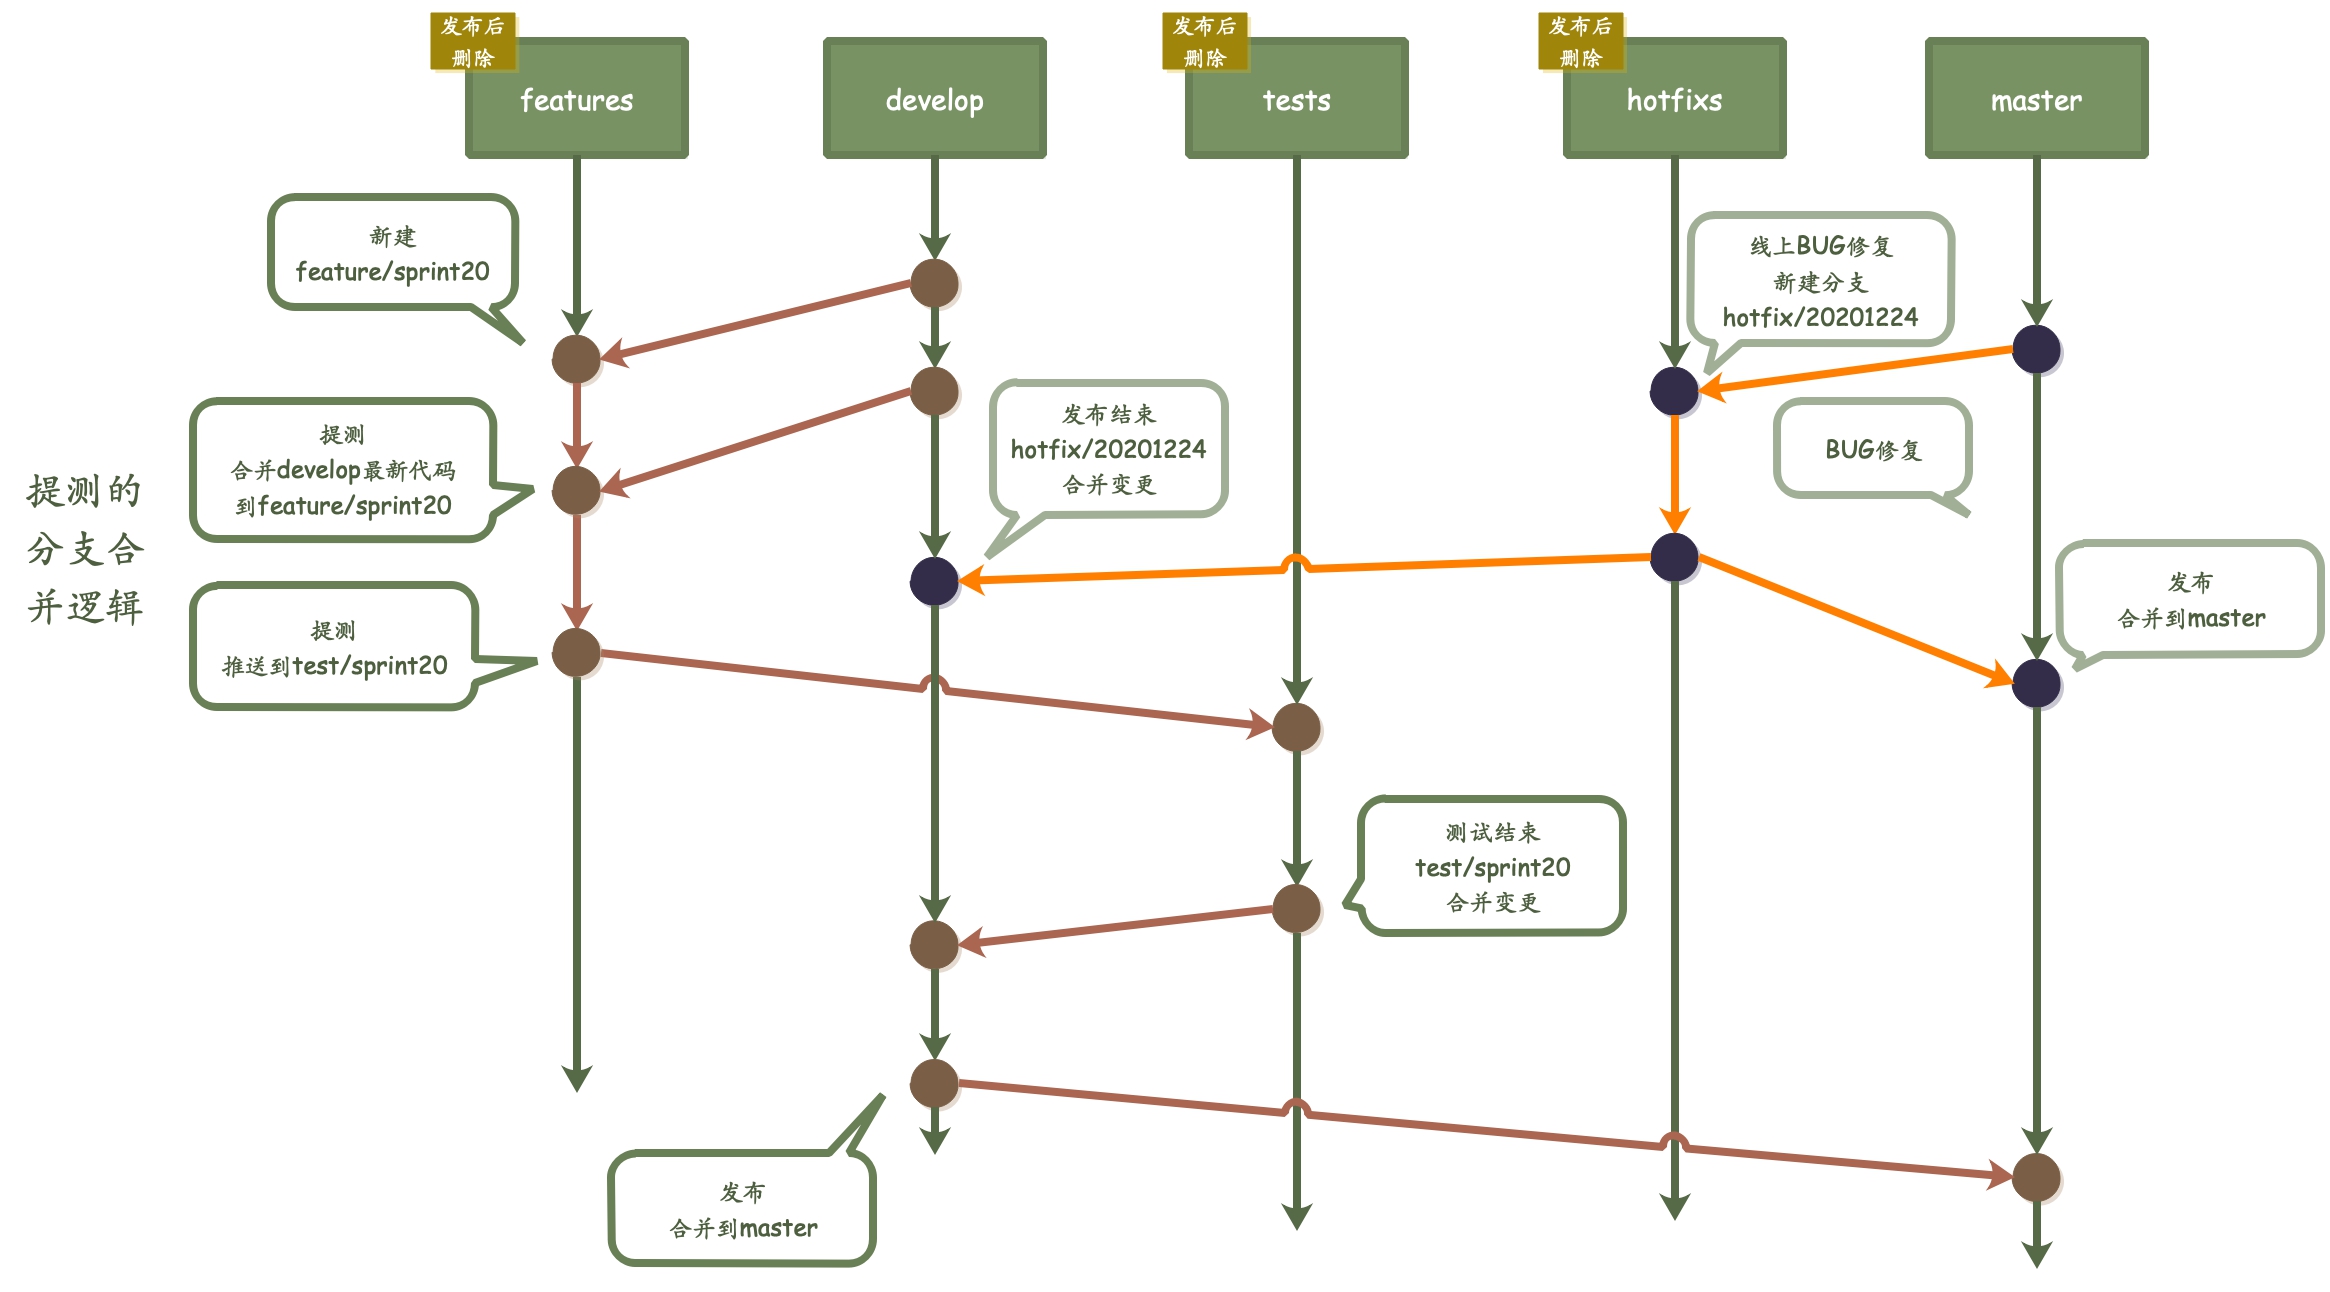 发布后
删除
features
develop
发布后
删除
tests
发布后
删除
hotfixs
master
新建
feature/sprint20
线上BUG修复
新建分支
hotfix/20201224
提测
合并develop最新代码
到feature/sprint20
发布结束
hotfix/20201224
合并变更
BUG修复
提测的
分支合
并逻辑
发布
合并到master
提测
推送到test/sprint20
测试结束
test/sprint20
合并变更
发布
合并到master